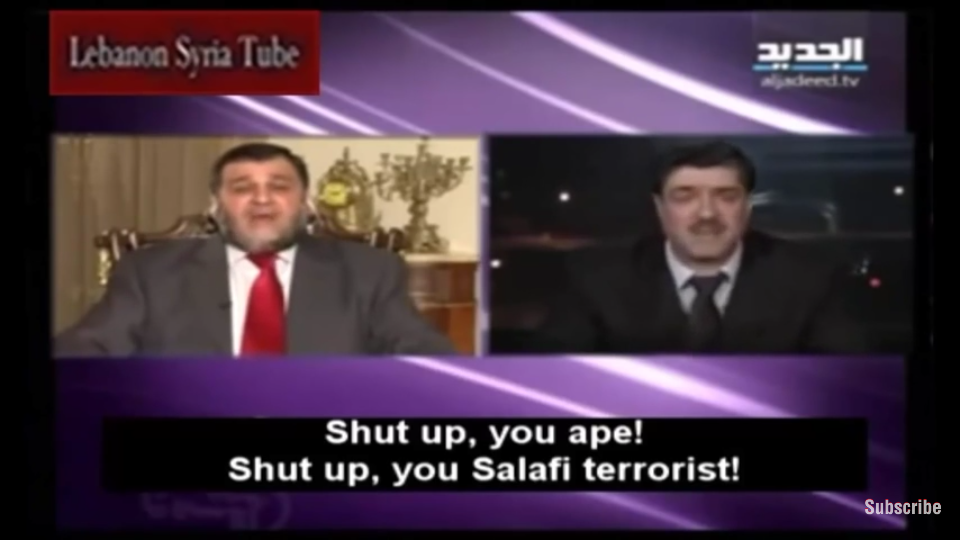 Lebanon Syria Tube
الجديد
aljadeed.tv
Shut up, you ape!
Shut up, you Salafi terrorist!
Subscribe